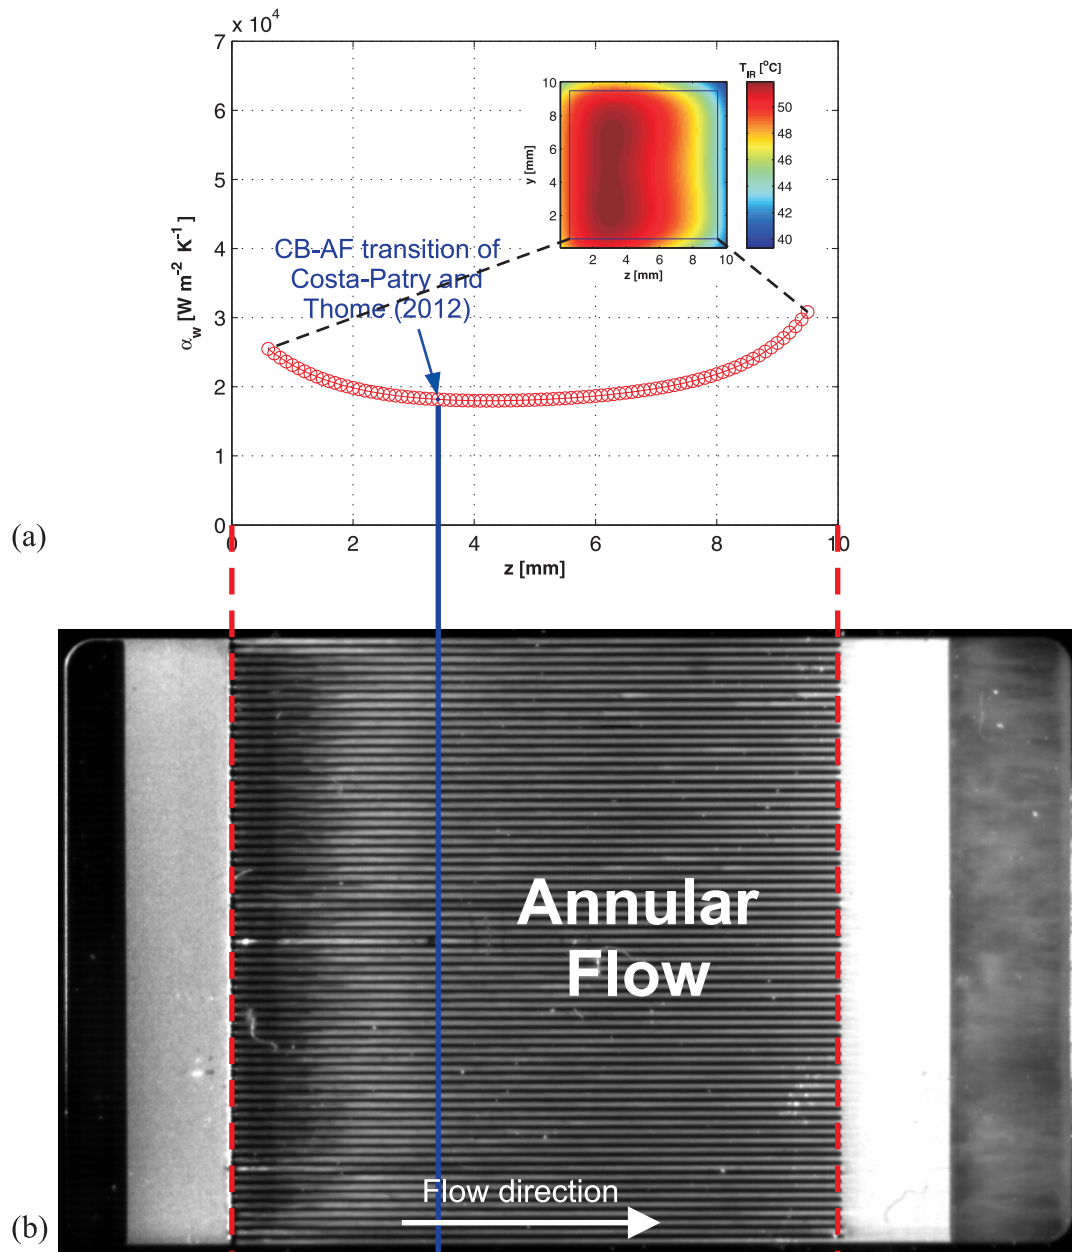 x 10⁴
7
6
5
4
3
2
1
0
α_w [W m⁻² K⁻¹]
0 2 4 6 8 10
z [mm]
CB-AF transition of
Costa-Patry and
Thome (2012)
T_IR [°C]
10
8
6
4
2
y [mm]
2 4 6 8 10
z [mm]
50
48
46
44
42
40
(a)
Annular
Flow
Flow direction
(b)